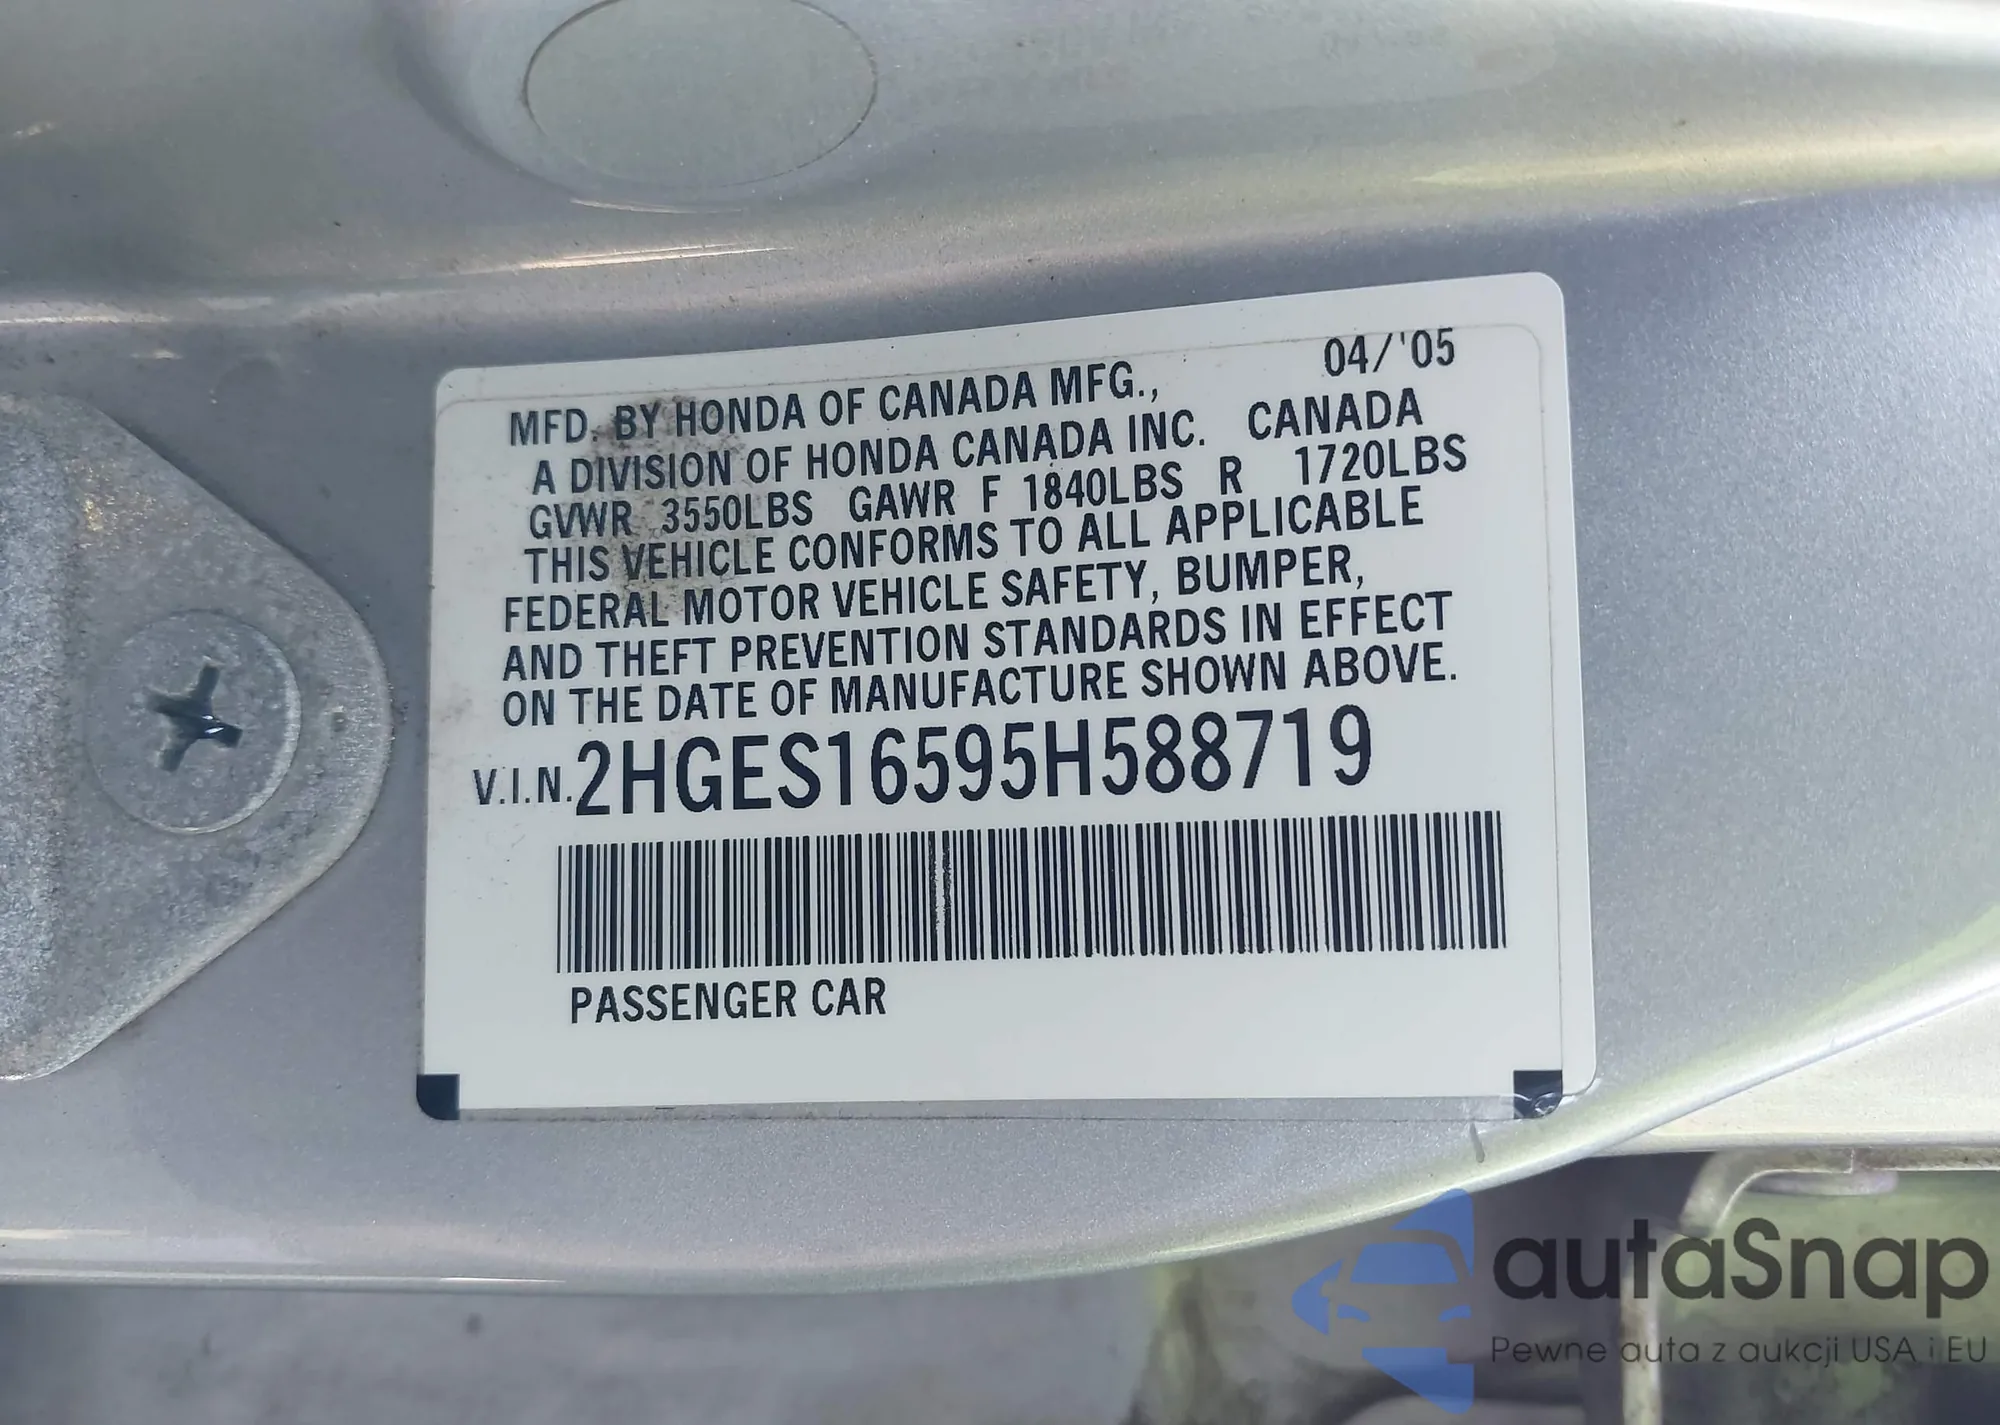 04/'05
MFD. BY HONDA OF CANADA MFG.,
A DIVISION OF HONDA CANADA INC. CANADA
GVWR 3550LBS GAWR F 1840LBS R 1720LBS
THIS VEHICLE CONFORMS TO ALL APPLICABLE
FEDERAL MOTOR VEHICLE SAFETY, BUMPER,
AND THEFT PREVENTION STANDARDS IN EFFECT
ON THE DATE OF MANUFACTURE SHOWN ABOVE.
V.I.N. 2HGES16595H588719
PASSENGER CAR
autaSnap
Pewne auta z aukcji USA i EU